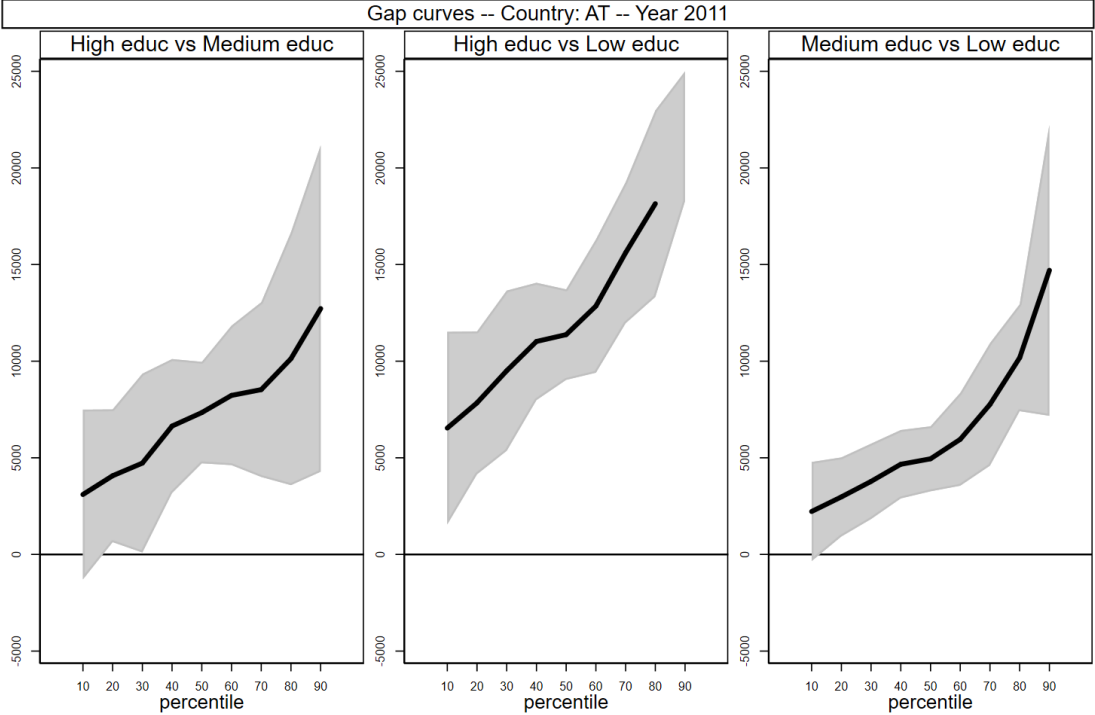 Gap curves -- Country: AT -- Year 2011
High educ vs Medium educ
25000
20000
15000
10000
5000
0
-5000
10 20 30 40 50 60 70 80 90
percentile
High educ vs Low educ
25000
20000
15000
10000
5000
0
-5000
10 20 30 40 50 60 70 80 90
percentile
Medium educ vs Low educ
25000
20000
15000
10000
5000
0
-5000
10 20 30 40 50 60 70 80 90
percentile